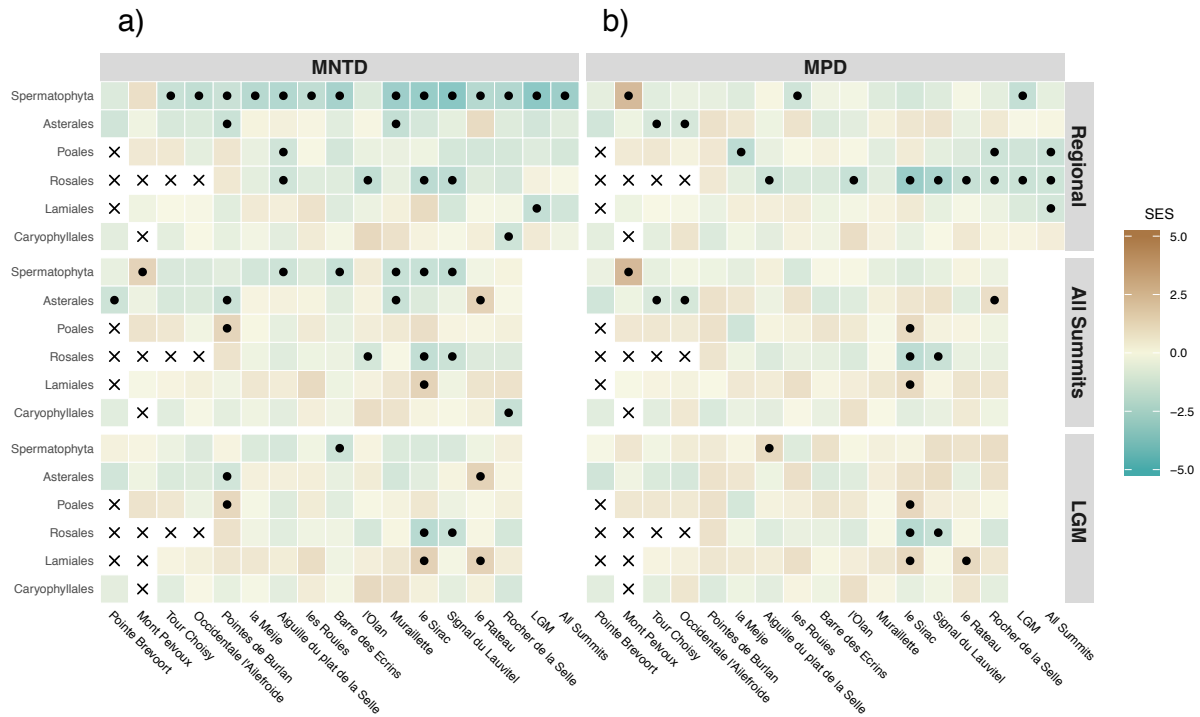 a)
b)
MNTD
MPD
Spermatophyta
Asterales
Poales
Rosales
Lamiales
Caryophyllales
Regional
Spermatophyta
Asterales
Poales
Rosales
Lamiales
Caryophyllales
All Summits
Spermatophyta
Asterales
Poales
Rosales
Lamiales
Caryophyllales
LGM
Pointe Brevoort
Mont Pelvoux
Tour Choisy
Occidentale l'Ailefroide
Pointes de Burlan
la Meije
Aiguille du plat de la Selle
les Rouies
Barre des Ecrins
l'Olan
Muraillette
le Sirac
Signal du Lauvitel
le Rateau
Rocher de la Selle
LGM
All Summits
Pointe Brevoort
Mont Pelvoux
Tour Choisy
Occidentale l'Ailefroide
Pointes de Burlan
la Meije
Aiguille du plat de la Selle
les Rouies
Barre des Ecrins
l'Olan
Muraillette
le Sirac
Signal du Lauvitel
le Rateau
Rocher de la Selle
LGM
All Summits
SES
5.0
2.5
0.0
−2.5
−5.0